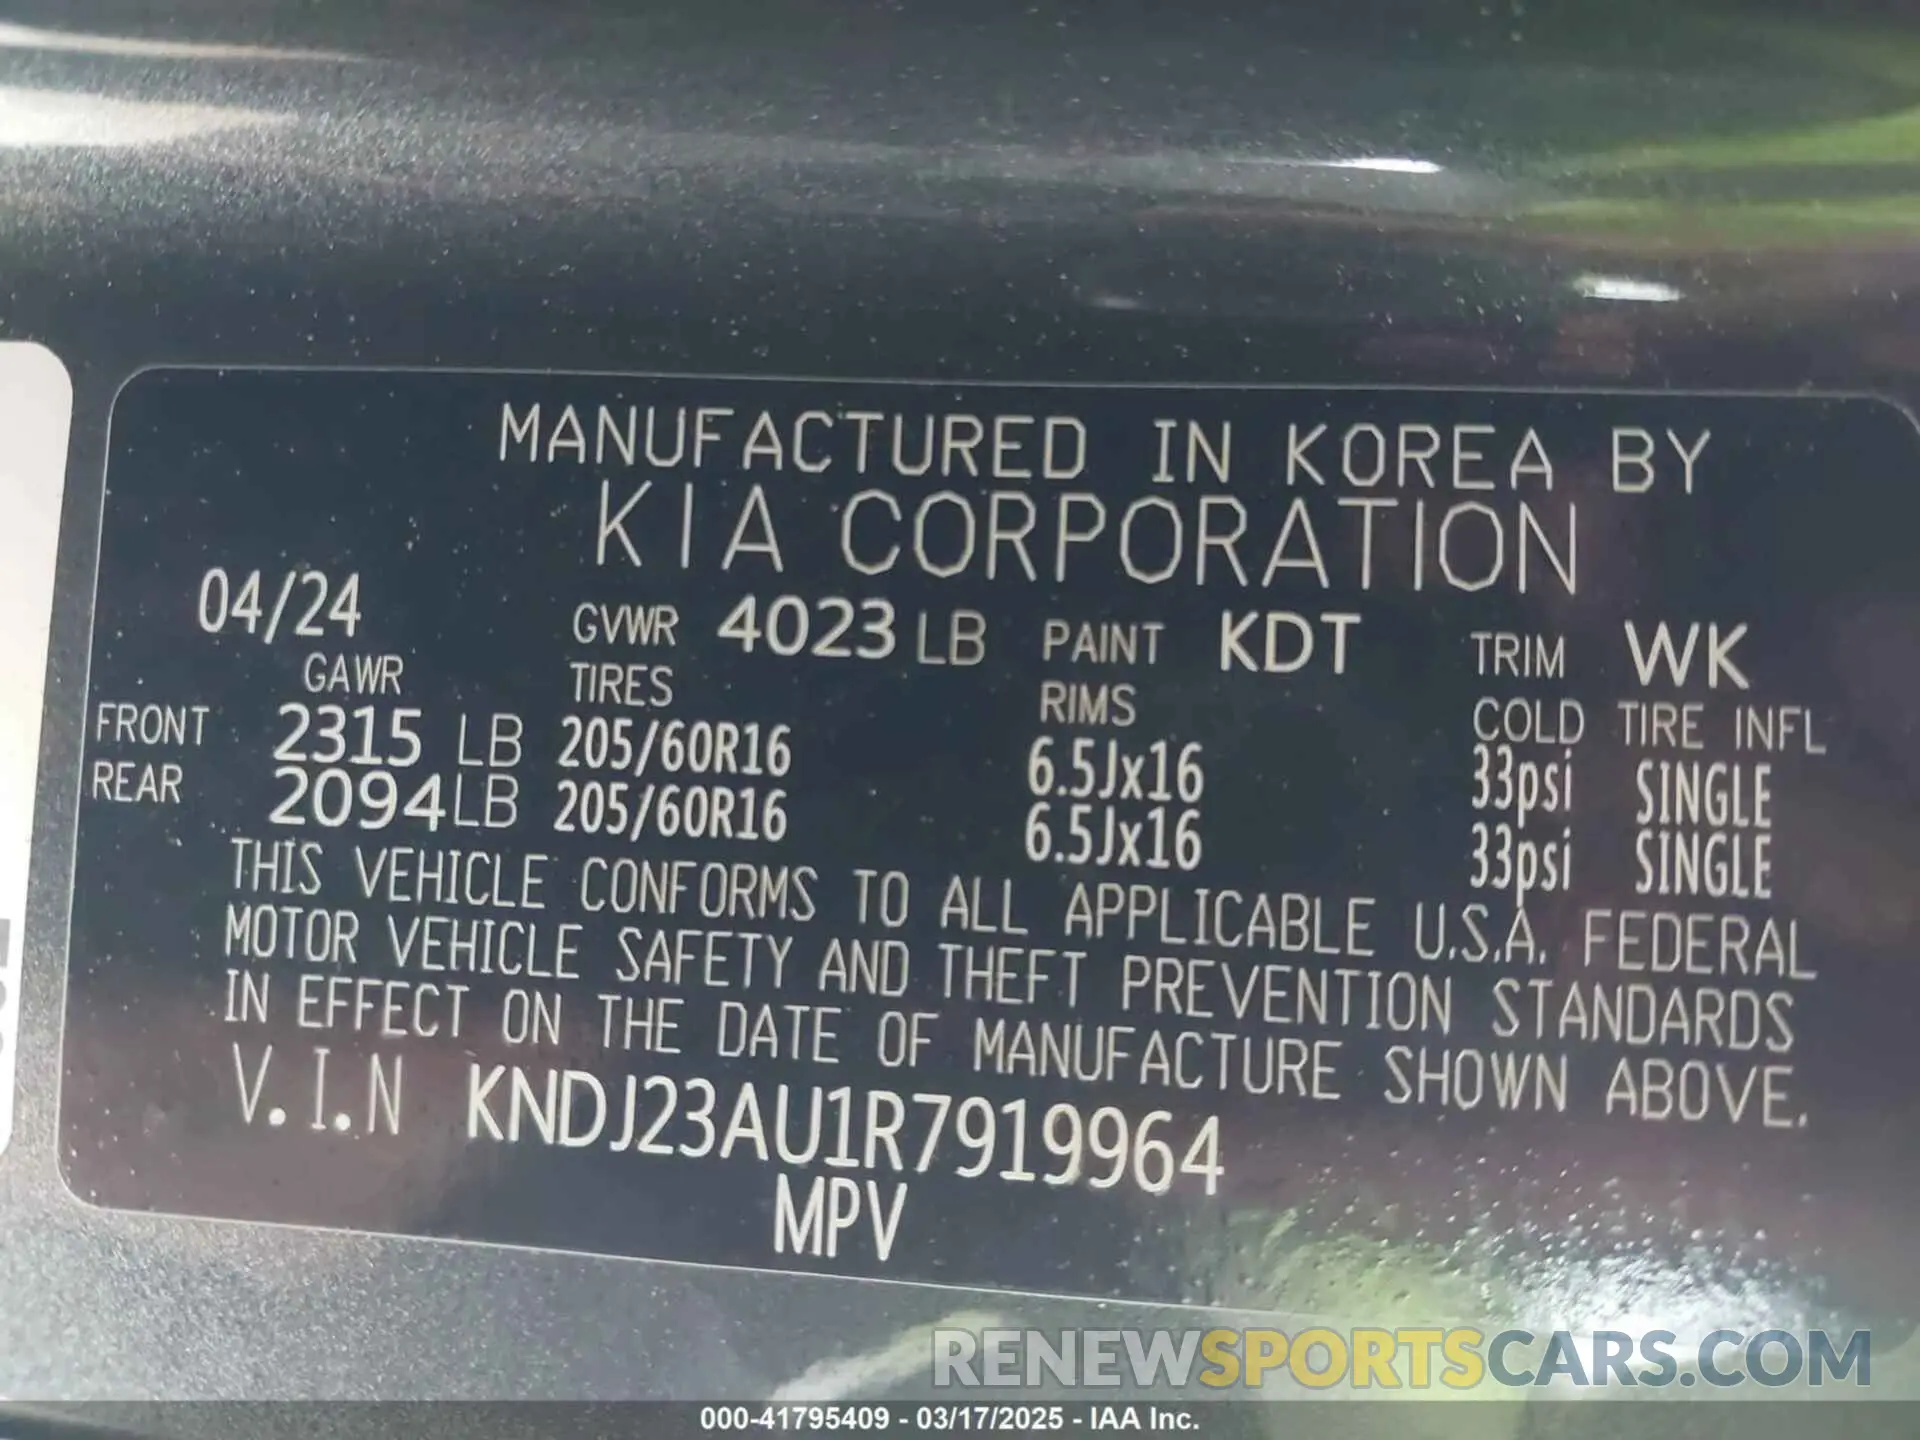 MANUFACTURED IN KOREA BY
KIA CORPORATION
04/24 GVWR 4023 LB PAINT KDT TRIM WK
GAWR TIRES RIMS COLD TIRE INFL
FRONT 2315 LB 205/60R16 6.5Jx16 33psi SINGLE
REAR 2094 LB 205/60R16 6.5Jx16 33psi SINGLE
THIS VEHICLE CONFORMS TO ALL APPLICABLE U.S.A. FEDERAL
MOTOR VEHICLE SAFETY AND THEFT PREVENTION STANDARDS
IN EFFECT ON THE DATE OF MANUFACTURE SHOWN ABOVE.
V.I.N KNDJ23AU1R7919964
MPV
RENEWSPORTSCARS.COM
000-41795409 - 03/17/2025 - IAA Inc.